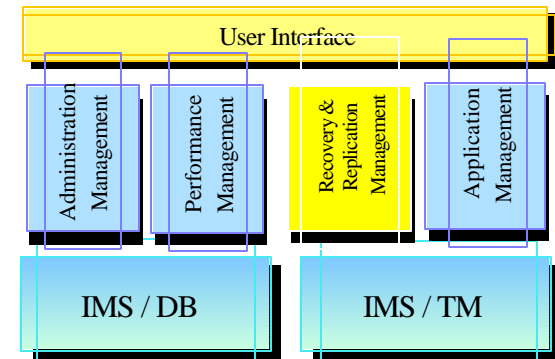 User Interface
Administration
Management
Performance
Management
Recovery &
Replication
Management
Application
Management
IMS / DB
IMS / TM